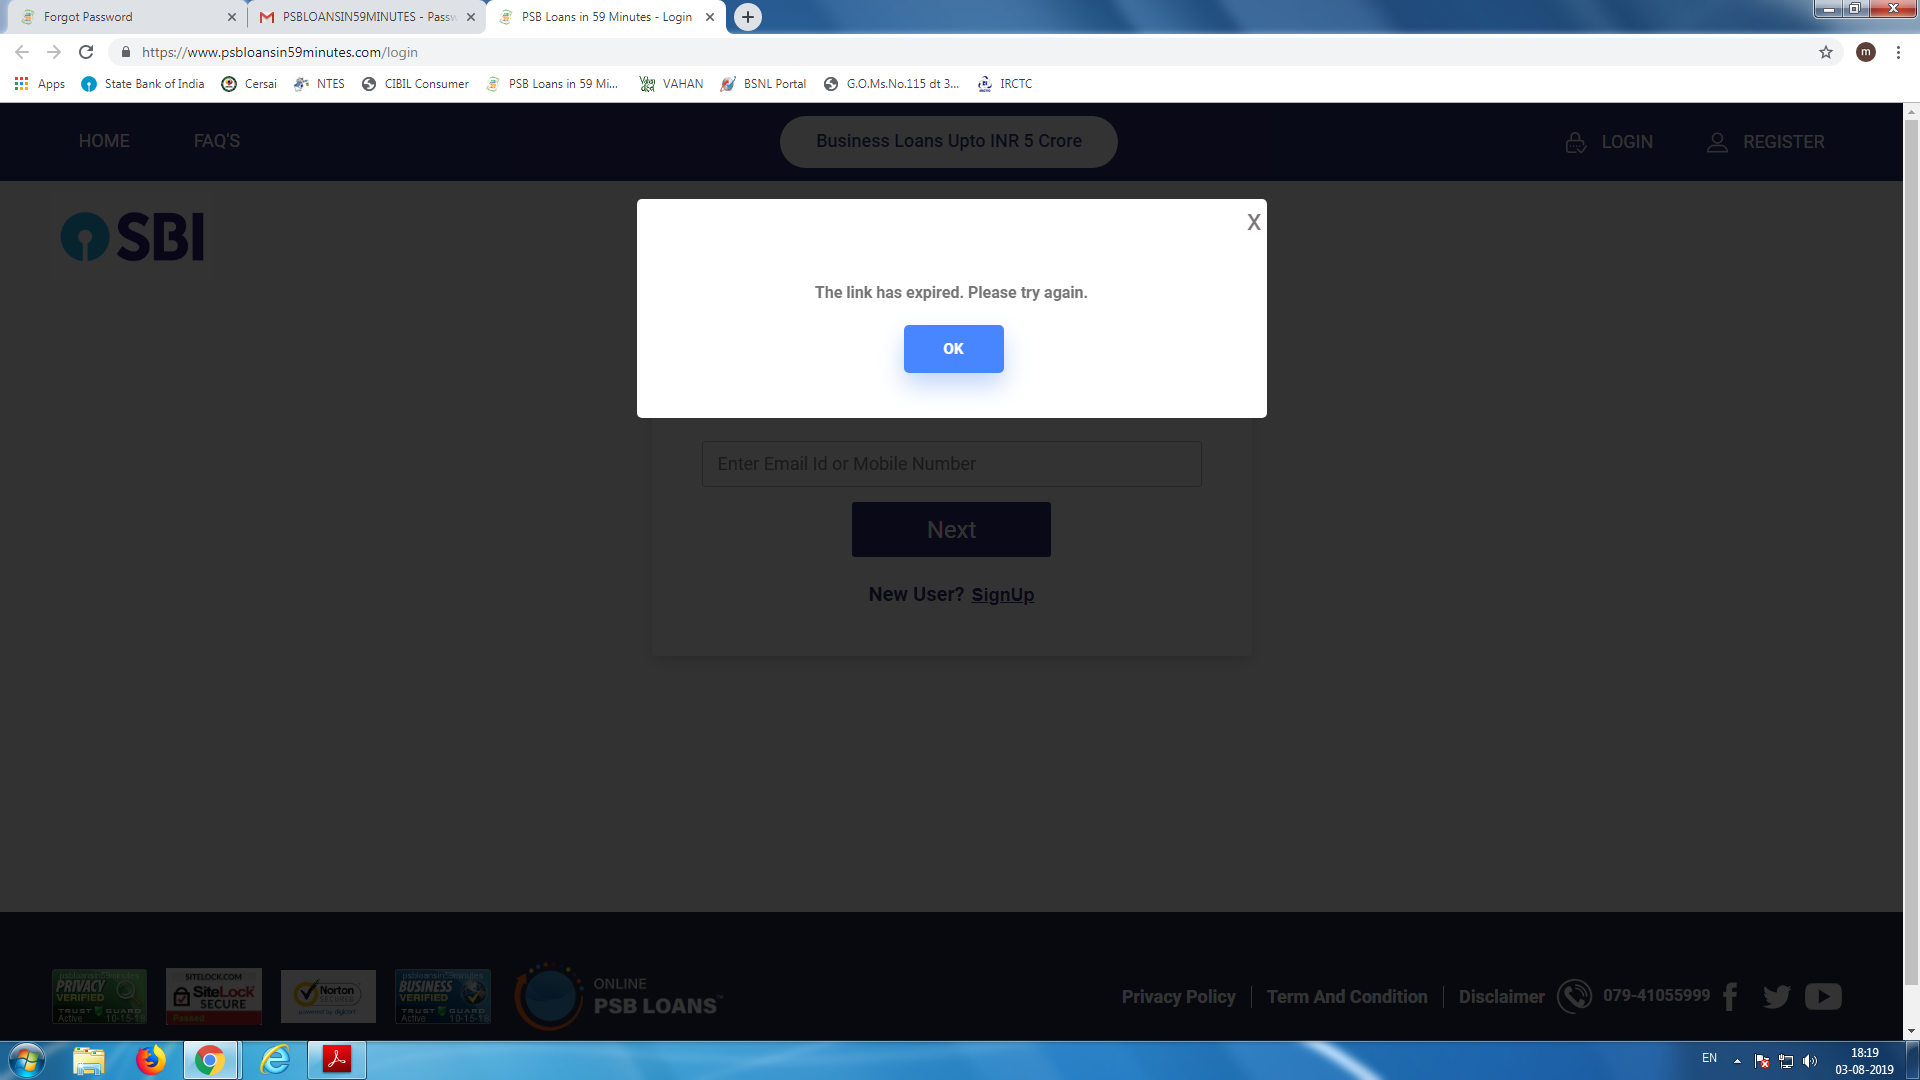 Forgot Password
PSBLOANSIN59MINUTES - Passw
PSB Loans in 59 Minutes - Login
https://www.psbloansin59minutes.com/login
m
Apps
State Bank of India
Cersai
NTES
CIBIL Consumer
PSB Loans in 59 Mi...
VAHAN
BSNL Portal
G.O.Ms.No.115 dt 3...
IRCTC
HOME
FAQ'S
Business Loans Upto INR 5 Crore
LOGIN
REGISTER
SBI
X
The link has expired. Please try again.
OK
Enter Email Id or Mobile Number
Next
New User? SignUp
psbloansin59minutes
PRIVACY
VERIFIED
TRUST GUARD
Active 10-15-19
SITELOCK.COM
SiteLock
SECURE
Passed
Norton
SECURED
powered by digicert
psbloansin59minutes
BUSINESS
VERIFIED
TRUST GUARD
Active 10-15-19
ONLINE
PSB LOANS™
Privacy Policy
Term And Condition
Disclaimer
079-41055999
EN
18:19
03-08-2019